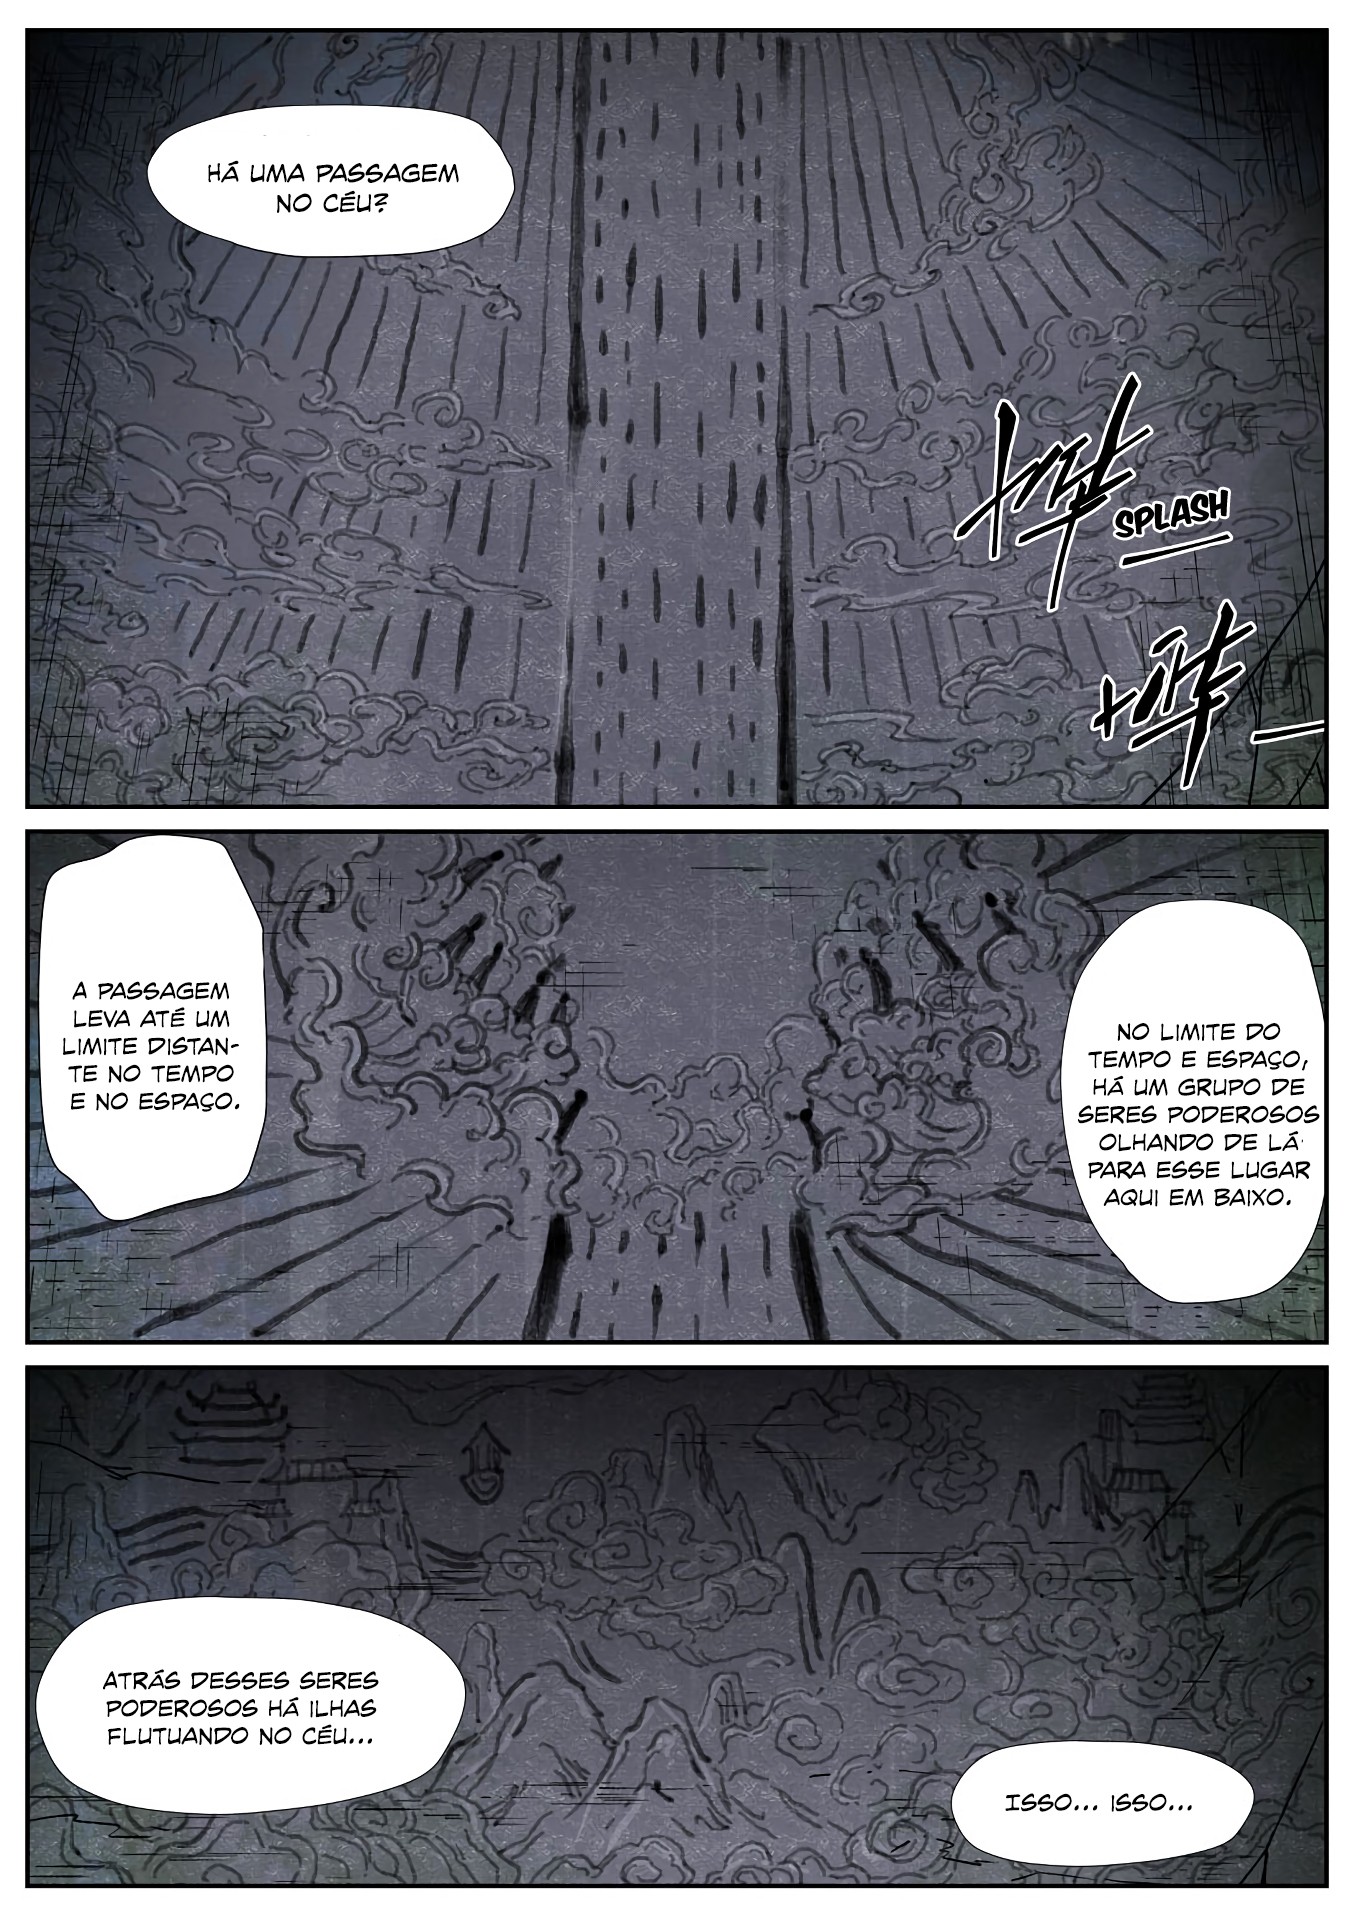 HÁ UMA PASSAGEM
NO CÉU?
SPLASH
A PASSAGEM
LEVA ATÉ UM
LIMITE DISTAN-
TE NO TEMPO
E NO ESPAÇO.
NO LIMITE DO
TEMPO E ESPAÇO,
HÁ UM GRUPO DE
SERES PODEROSOS
OLHANDO DE LÁ
PARA ESSE LUGAR
AQUI EM BAIXO.
ATRÁS DESSES SERES
PODEROSOS HÁ ILHAS
FLUTUANDO NO CÉU...
ISSO... ISSO...